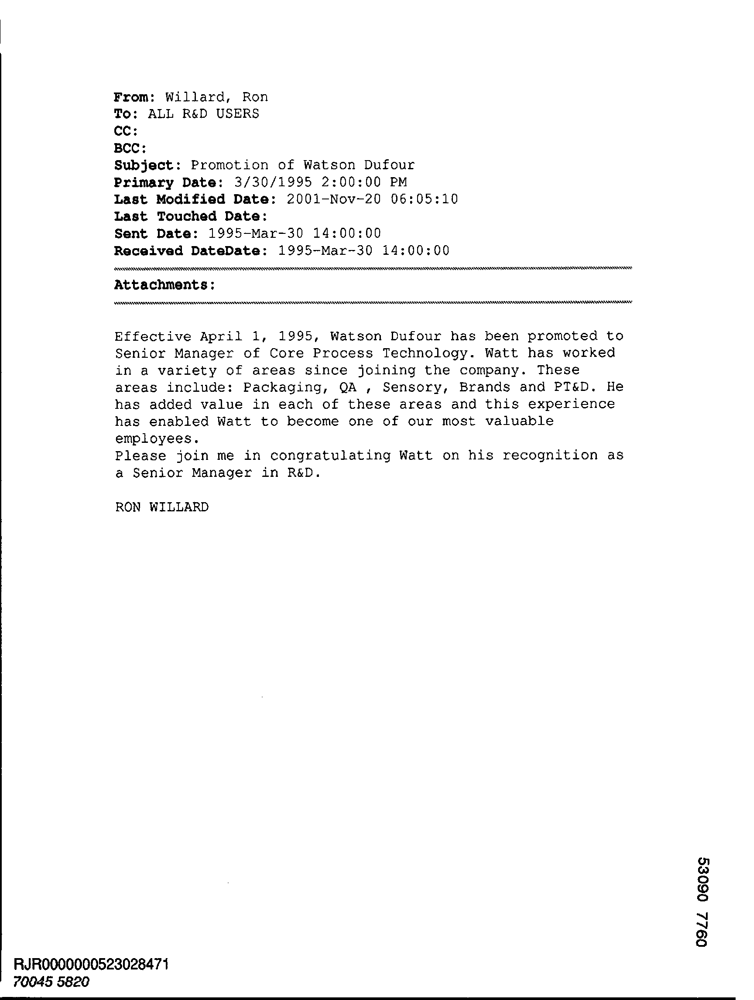 From: Willard, Ron
To: ALL R&D USERS
CC:
BCC:
Subject: Promotion of Watson Dufour
Primary Date: 3/30/1995 2:00:00 PM
Last Modified Date: 2001-Nov-20 06:05:10
Last Touched Date:
Sent Date: 1995-Mar-30 14:00:00
Received DateDate: 1995-Mar-30 14:00:00
Attachments:
Effective April 1, 1995, Watson Dufour has been promoted to
Senior Manager of Core Process Technology. Watt has worked
in a variety of areas since joining the company. These
areas include: Packaging, QA , Sensory, Brands and PT&D. He
has added value in each of these areas and this experience
has enabled Watt to become one of our most valuable
employees.
Please join me in congratulating Watt on his recognition as
a Senior Manager in R&D.
RON WILLARD
53090 7760
RJR0000000523028471
70045 5820